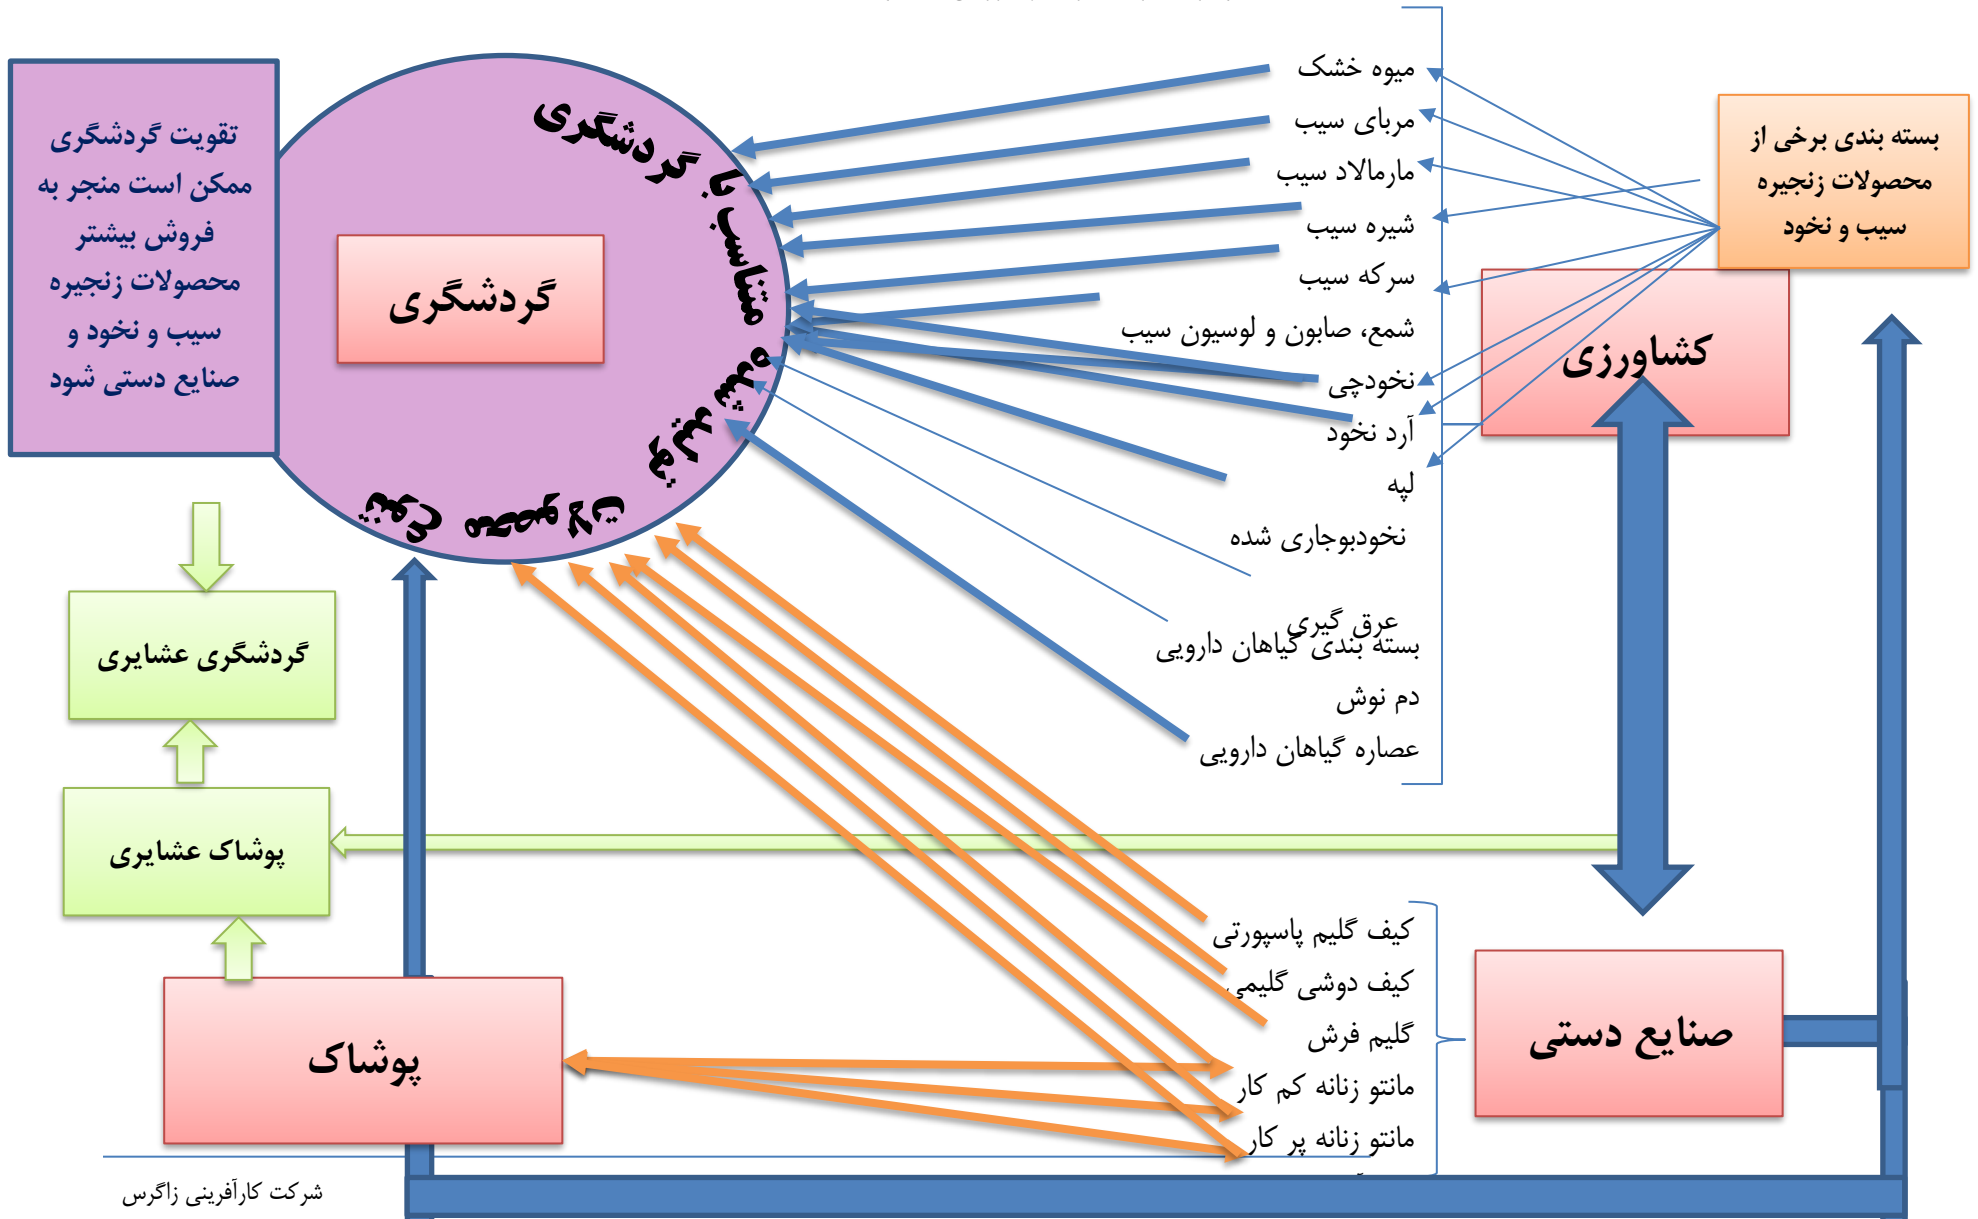 بسته بندی برخی از
محصولات زنجیره
سیب و نخود
کشاورزی
میوه خشک
مربای سیب
مارمالاد سیب
شیره سیب
سرکه سیب
شمع، صابون و لوسیون سیب
نخودچی
آرد نخود
لپه
نخودبوجاری شده
عرق گیری
بسته بندی گیاهان دارویی
دم نوش
عصاره گیاهان دارویی
تنوع محصولات تولید شده متناسب با گردشگری
گردشگری
تقویت گردشگری
ممکن است منجر به
فروش بیشتر
محصولات زنجیره
سیب و نخود و
صنایع دستی شود
گردشگری عشایری
پوشاک عشایری
پوشاک
صنایع دستی
کیف گلیم پاسپورتی
کیف دوشی گلیمی
گلیم فرش
مانتو زنانه کم کار
مانتو زنانه پر کار
شرکت کارآفرینی زاگرس